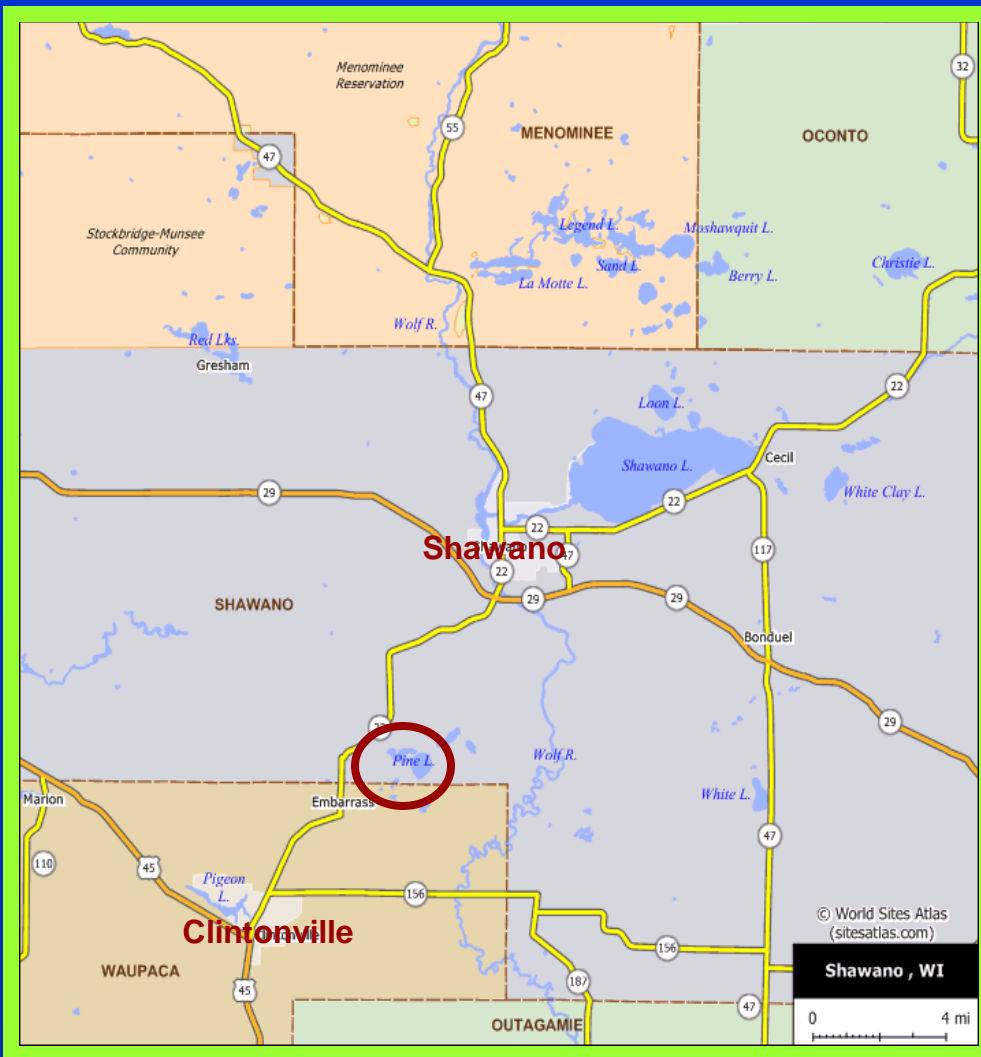 Menominee
Reservation
32
55
MENOMINEE
OCONTO
47
Stockbridge-Munsee
Community
Legend L.
Moshawquit L.
Sand L.
La Motte L.
Berry L.
Christie L.
Wolf R.
Red Lks.
Gresham
47
22
Loon L.
Cecil
Shawano L.
White Clay L.
29
22
22
Shawano
47
117
22
29
29
SHAWANO
Bonduel
29
Pine L.
Wolf R.
White L.
Marion
Embarrass
47
110
45
Pigeon
L.
156
Clintonville
© World Sites Atlas
(sitesatlas.com)
156
WAUPACA
Shawano , WI
45
187
47
0 4 mi
OUTAGAMIE